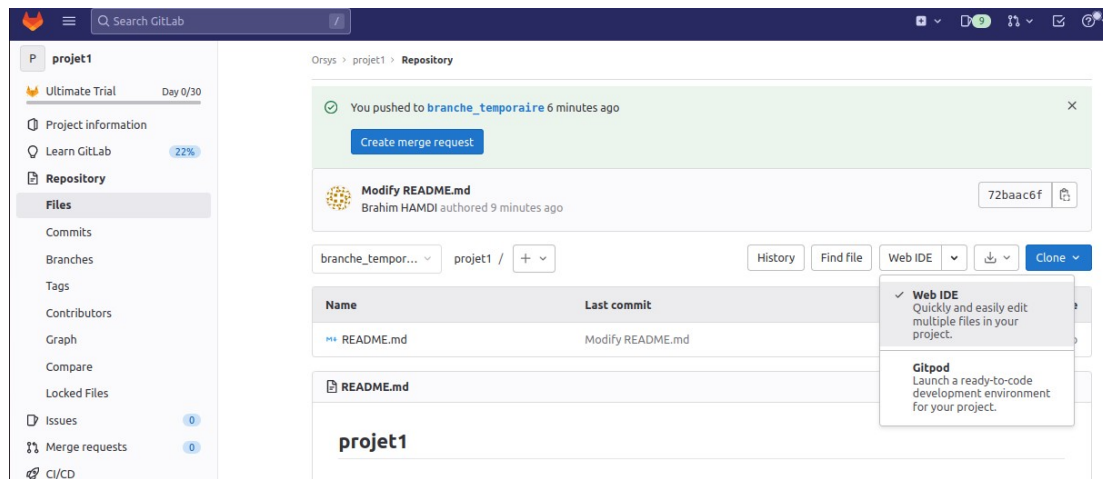 Search GitLab
/
9
P projet1
Ultimate Trial Day 0/30
Project information
Learn GitLab 22%
Repository
Files
Commits
Branches
Tags
Contributors
Graph
Compare
Locked Files
Issues 0
Merge requests 0
CI/CD
Orsys > projet1 > Repository
You pushed to branche_temporaire 6 minutes ago
Create merge request
Modify README.md
Brahim HAMDI authored 9 minutes ago
72baac6f
branche_tempor... projet1 / +
History Find file Web IDE Clone
Name Last commit
README.md Modify README.md
README.md
projet1
Web IDE
Quickly and easily edit
multiple files in your
project.
Gitpod
Launch a ready-to-code
development environment
for your project.